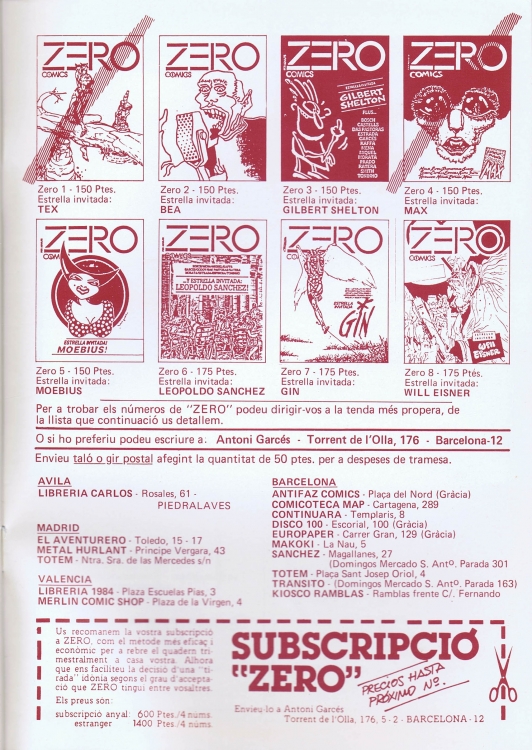 ZERO
COMICS
ZERO
COMICS
ZERO
COMICS
ESTRELLA INVITADA
GILBERT
SHELTON
PLUS...
ZERO
COMICS
MAX
Zero 1 - 150 Ptes.
Estrella invitada:
TEX
Zero 2 - 150 Ptes.
Estrella invitada:
BEA
Zero 3 - 150 Ptes.
Estrella invitada:
GILBERT SHELTON
Zero 4 - 150 Ptes.
Estrella invitada:
MAX
ZERO
COMICS
ESTRELLA INVITADA:
MOEBIUS!
ZERO
COMICS
...Y ESTRELLA INVITADA:
LEOPOLDO SANCHEZ!
ZERO
COMICS
ESTRELLA
INVITADA
GIN
ZERO
COMICS
WILL
EISNER
Zero 5 - 150 Ptes.
Estrella invitada:
MOEBIUS
Zero 6 - 175 Ptes.
Estrella invitada:
LEOPOLDO SANCHEZ
Zero 7 - 175 Ptes.
Estrella invitada:
GIN
Zero 8 - 175 Ptés.
Estrella invitada:
WILL EISNER
Per a trobar els números de "ZERO" podeu dirigir-vos a la tenda més propera, de
la llista que continuació us detallem.
O si ho preferiu podeu escriure a: Antoni Garcés - Torrent de l'Olla, 176 - Barcelona-12
Envieu taló o gir postal afegint la quantitat de 50 ptes. per a despeses de tramesa.
AVILA
LIBRERIA CARLOS - Rosales, 61 -
PIEDRALAVES
MADRID
EL AVENTURERO - Toledo, 15 - 17
METAL HURLANT - Principe Vergara, 43
TOTEM - Ntra. Sra. de las Mercedes s/n
VALENCIA
LIBRERIA 1984 - Plaza Escuelas Pias, 3
MERLIN COMIC SHOP - Plaza de la Virgen, 4
BARCELONA
ANTIFAZ COMICS - Plaça del Nord (Gràcia)
COMICOTECA MAP - Cartagena, 289
CONTINUARA - Templaris, 8
DISCO 100 - Escorial, 100 (Gràcia)
EUROPAPER - Carrer Gran, 129 (Gràcia)
MAKOKI - La Nau, 5
SANCHEZ - Magallanes, 27
(Domingos Mercado S. Antº. Parada 301
TOTEM - Plaça Sant Josep Oriol, 4
TRANSITO - (Domingos Mercado S. Antº. Parada 163)
KIOSCO RAMBLAS - Ramblas frente C/. Fernando
Us recomanem la vostra subscripció
a ZERO, com el metode més eficaç i
econòmic per a rebre el quadern tri-
mestralment a casa vostra. Alhora
que ens faciliteu la decisió d'una "ti-
rada" idònia segons el grau d'accepta-
ció que ZERO tingui entre vosaltres.
Els preus són:
subscripció anyal: 600 Ptes./4 núms.
estranger 1400 Ptes./4 núms.
SUBSCRIPCIÓ
"ZERO"
PRECIOS HASTA
PRÓXIMO Nº.
Envieu-lo a Antoni Garcés
Torrent de l'Olla, 176, 5 - 2 - BARCELONA - 12